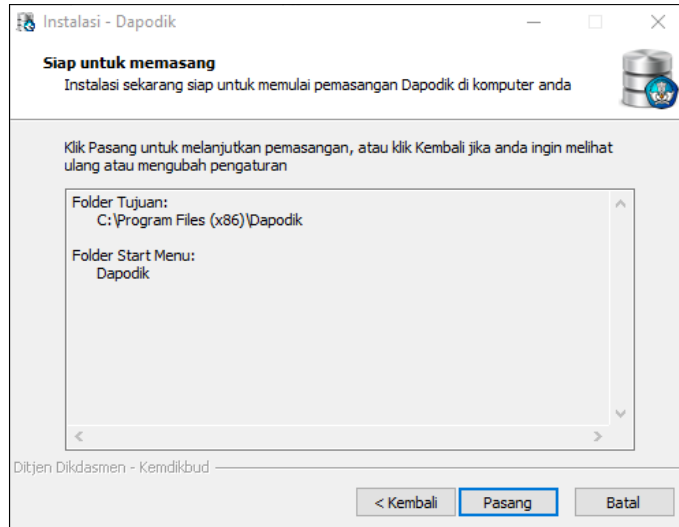 Instalasi - Dapodik
Siap untuk memasang
Instalasi sekarang siap untuk memulai pemasangan Dapodik di komputer anda
Klik Pasang untuk melanjutkan pemasangan, atau klik Kembali jika anda ingin melihat
ulang atau mengubah pengaturan
Folder Tujuan:
C:\Program Files (x86)\Dapodik
Folder Start Menu:
Dapodik
Ditjen Dikdasmen - Kemdikbud
< Kembali
Pasang
Batal